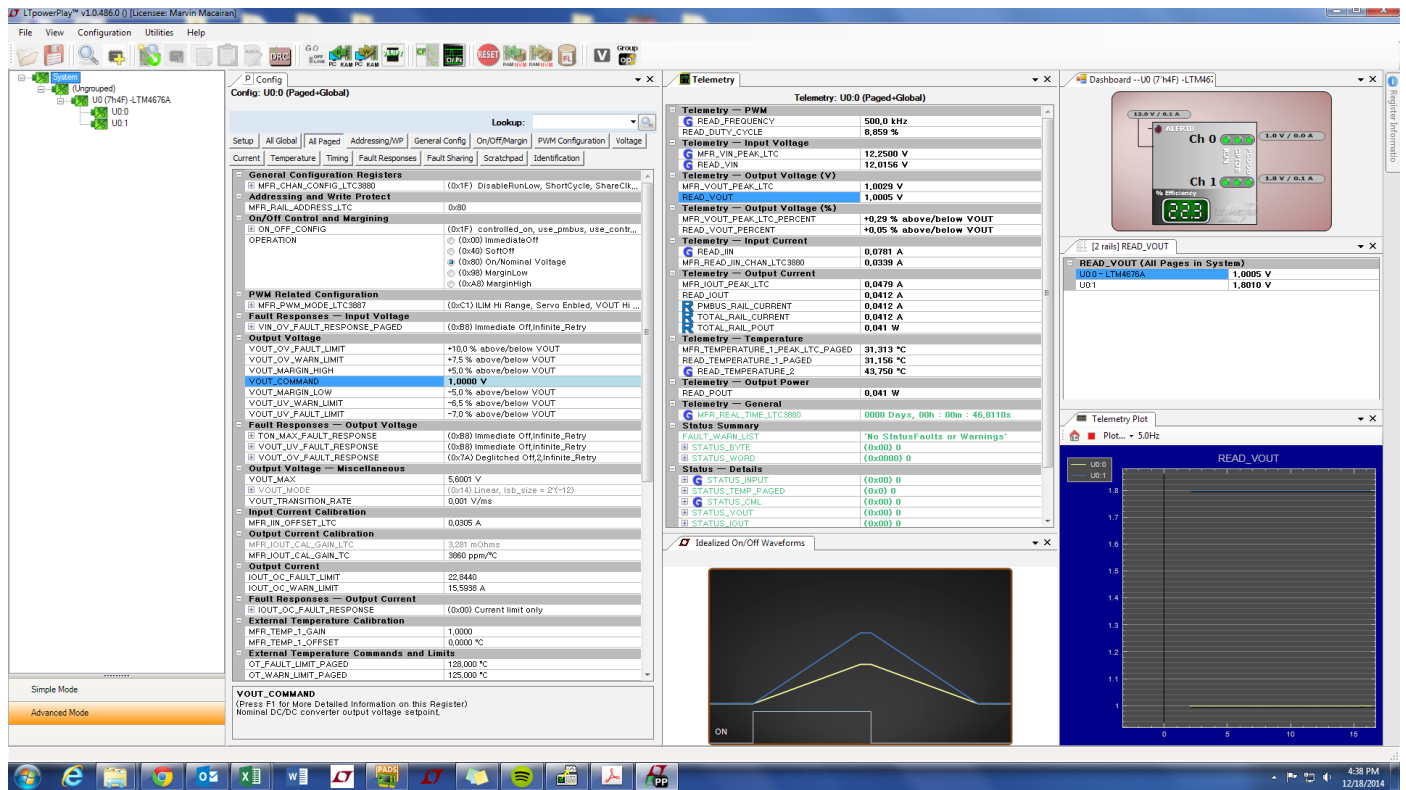 LTpowerPlay™ v1.0.486.0 () [Licensee: Marvin Macairan]
File View Configuration Utilities Help
System
(Ungrouped)
U0 (7'h4F) -LTM4676A
U0:0
U0:1
Simple Mode
Advanced Mode
Config
Config: U0:0 (Paged+Global)
Lookup:
Setup All Global All Paged Addressing/WP General Config On/Off/Margin PWM Configuration Voltage
Current Temperature Timing Fault Responses Fault Sharing Scratchpad Identification
General Configuration Registers
MFR_CHAN_CONFIG_LTC3880 (0x1F) DisableRunLow, ShortCycle, ShareClk,...
Addressing and Write Protect
MFR_RAIL_ADDRESS_LTC 0x80
On/Off Control and Margining
ON_OFF_CONFIG (0x1F) controlled_on, use_pmbus, use_contr...
OPERATION (0x00) ImmediateOff
(0x40) SoftOff
(0x80) On/Nominal Voltage
(0x98) MarginLow
(0xA8) MarginHigh
PWM Related Configuration
MFR_PWM_MODE_LTC3887 (0xC1) ILIM Hi Range, Servo Enbled, VOUT Hi ...
Fault Responses — Input Voltage
VIN_OV_FAULT_RESPONSE_PAGED (0xB8) Immediate Off,Infinite_Retry
Output Voltage
VOUT_OV_FAULT_LIMIT +10,0 % above/below VOUT
VOUT_OV_WARN_LIMIT +7,5 % above/below VOUT
VOUT_MARGIN_HIGH +5,0 % above/below VOUT
VOUT_COMMAND 1,0000 V
VOUT_MARGIN_LOW -5,0 % above/below VOUT
VOUT_UV_WARN_LIMIT -6,5 % above/below VOUT
VOUT_UV_FAULT_LIMIT -7,0 % above/below VOUT
Fault Responses — Output Voltage
TON_MAX_FAULT_RESPONSE (0xB8) Immediate Off,Infinite_Retry
VOUT_UV_FAULT_RESPONSE (0xB8) Immediate Off,Infinite_Retry
VOUT_OV_FAULT_RESPONSE (0x7A) Deglitched Off,2,Infinite_Retry
Output Voltage — Miscellaneous
VOUT_MAX 5,6001 V
VOUT_MODE (0x14) Linear, lsb_size = 2^(-12)
VOUT_TRANSITION_RATE 0,001 V/ms
Input Current Calibration
MFR_IIN_OFFSET_LTC 0,0305 A
Output Current Calibration
MFR_IOUT_CAL_GAIN_LTC 3,281 mOhms
MFR_IOUT_CAL_GAIN_TC 3860 ppm/°C
Output Current
IOUT_OC_FAULT_LIMIT 22,8440
IOUT_OC_WARN_LIMIT 15,5938 A
Fault Responses — Output Current
IOUT_OC_FAULT_RESPONSE (0x00) Current limit only
External Temperature Calibration
MFR_TEMP_1_GAIN 1,0000
MFR_TEMP_1_OFFSET 0,0000 °C
External Temperature Commands and Limits
OT_FAULT_LIMIT_PAGED 128,000 °C
OT_WARN_LIMIT_PAGED 125,000 °C
VOUT_COMMAND
(Press F1 for More Detailed Information on this Register)
Nominal DC/DC converter output voltage setpoint,
Telemetry
Telemetry: U0:0 (Paged+Global)
Telemetry — PWM
READ_FREQUENCY 500,0 kHz
READ_DUTY_CYCLE 8,859 %
Telemetry — Input Voltage
MFR_VIN_PEAK_LTC 12,2500 V
READ_VIN 12,0156 V
Telemetry — Output Voltage (V)
MFR_VOUT_PEAK_LTC 1,0029 V
READ_VOUT 1,0005 V
Telemetry — Output Voltage (%)
MFR_VOUT_PEAK_LTC_PERCENT +0,29 % above/below VOUT
READ_VOUT_PERCENT +0,05 % above/below VOUT
Telemetry — Input Current
READ_IIN 0,0781 A
MFR_READ_IIN_CHAN_LTC3880 0,0339 A
Telemetry — Output Current
MFR_IOUT_PEAK_LTC 0,0479 A
READ_IOUT 0,0412 A
PMBUS_RAIL_CURRENT 0,0412 A
TOTAL_RAIL_CURRENT 0,0412 A
TOTAL_RAIL_POUT 0,041 W
Telemetry — Temperature
MFR_TEMPERATURE_1_PEAK_LTC_PAGED 31,313 °C
READ_TEMPERATURE_1_PAGED 31,156 °C
READ_TEMPERATURE_2 43,750 °C
Telemetry — Output Power
READ_POUT 0,041 W
Telemetry — General
MFR_REAL_TIME_LTC3880 0000 Days, 00h : 00m : 46,8110s
Status Summary
FAULT_WARN_LIST 'No StatusFaults or Warnings'
STATUS_BYTE (0x00) 0
STATUS_WORD (0x0000) 0
Status — Details
STATUS_INPUT (0x00) 0
STATUS_TEMP_PAGED (0x0) 0
STATUS_CML (0x00) 0
STATUS_VOUT (0x00) 0
STATUS_IOUT (0x00) 0
Idealized On/Off Waveforms
ON
Dashboard --U0 (7'h4F) -LTM467
12.0 V / 0.1 A
ALERTB
Ch 0
1.0 V / 0.0 A
Ch 1
1.8 V / 0.1 A
% Efficiency
22.3
Register Informatio
[2 rails] READ_VOUT
READ_VOUT (All Pages in System)
U0:0 - LTM4676A 1,0005 V
U0:1 1,8010 V
Telemetry Plot
Plot... 5.0Hz
READ_VOUT
U0:0
U0:1
1.8
1.7
1.6
1.5
1.4
1.3
1.2
1.1
1
0 5 10 15
4:38 PM
12/18/2014